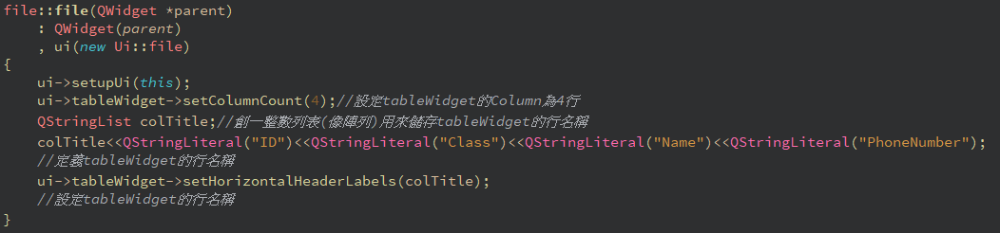 file::file(QWidget *parent)
    : QWidget(parent)
    , ui(new Ui::file)
{
    ui->setupUi(this);
    ui->tableWidget->setColumnCount(4);//設定tableWidget的Column為4行
    QStringList colTitle;//創一整數列表(像陣列)用來儲存tableWidget的行名稱
    colTitle<<QStringLiteral("ID")<<QStringLiteral("Class")<<QStringLiteral("Name")<<QStringLiteral("PhoneNumber");
    //定義tableWidget的行名稱
    ui->tableWidget->setHorizontalHeaderLabels(colTitle);
    //設定tableWidget的行名稱
}